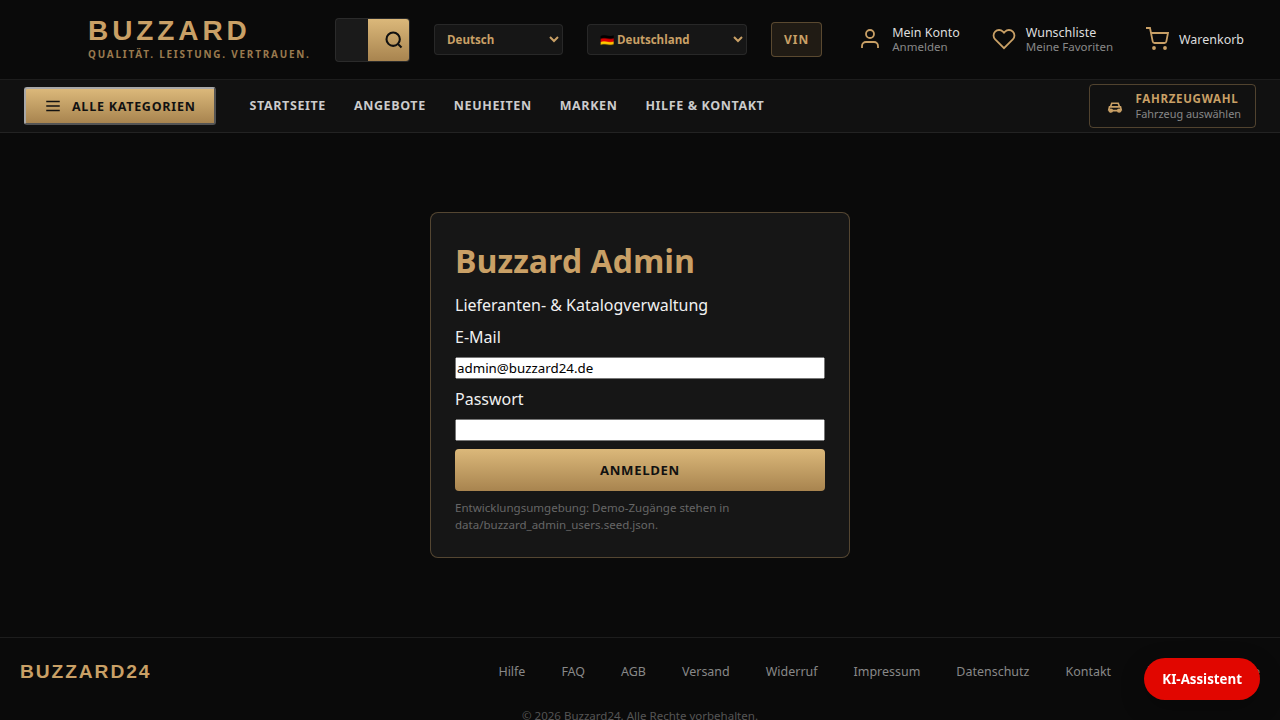 BUZZARD
QUALITÄT. LEISTUNG. VERTRAUEN.
Deutsch
Deutschland
VIN
Mein Konto
Anmelden
Wunschliste
Meine Favoriten
Warenkorb
ALLE KATEGORIEN
STARTSEITE
ANGEBOTE
NEUHEITEN
MARKEN
HILFE & KONTAKT
FAHRZEUGWAHL
Fahrzeug auswählen
Buzzard Admin
Lieferanten- & Katalogverwaltung
E-Mail
admin@buzzard24.de
Passwort
ANMELDEN
Entwicklungsumgebung: Demo-Zugänge stehen in
data/buzzard_admin_users.seed.json.
BUZZARD24
Hilfe
FAQ
AGB
Versand
Widerruf
Impressum
Datenschutz
Kontakt
KI-Assistent
© 2026 Buzzard24. Alle Rechte vorbehalten.